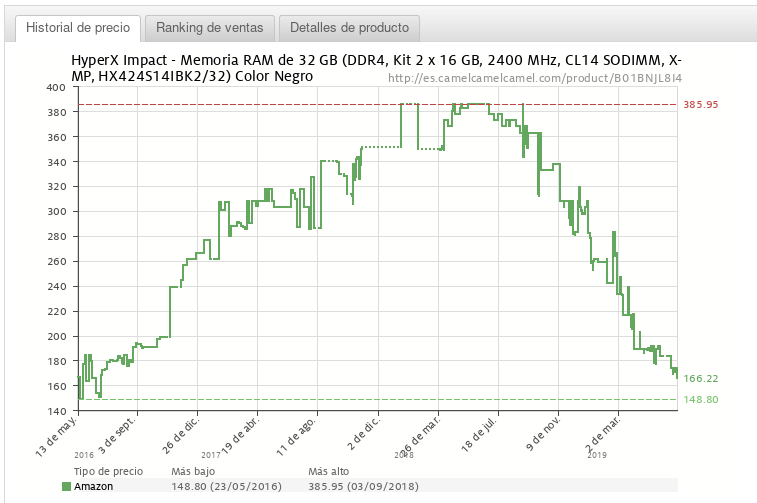 Historial de precio
Ranking de ventas
Detalles de producto
HyperX Impact - Memoria RAM de 32 GB (DDR4, Kit 2 x 16 GB, 2400 MHz, CL14 SODIMM, X-
MP, HX424S14IBK2/32) Color Negro
http://es.camelcamelcamel.com/product/B01BNJL8I4
400
380
360
340
320
300
280
260
240
220
200
180
160
140
385.95
166.22
148.80
13 de may.
3 de sept.
26 de dic.
19 de abr.
11 de ago.
2 de dic.
26 de mar.
18 de jul.
9 de nov.
2 de mar.
2016
2017
2018
2019
Tipo de precio
Más bajo
Más alto
Amazon
148.80 (23/05/2016)
385.95 (03/09/2018)